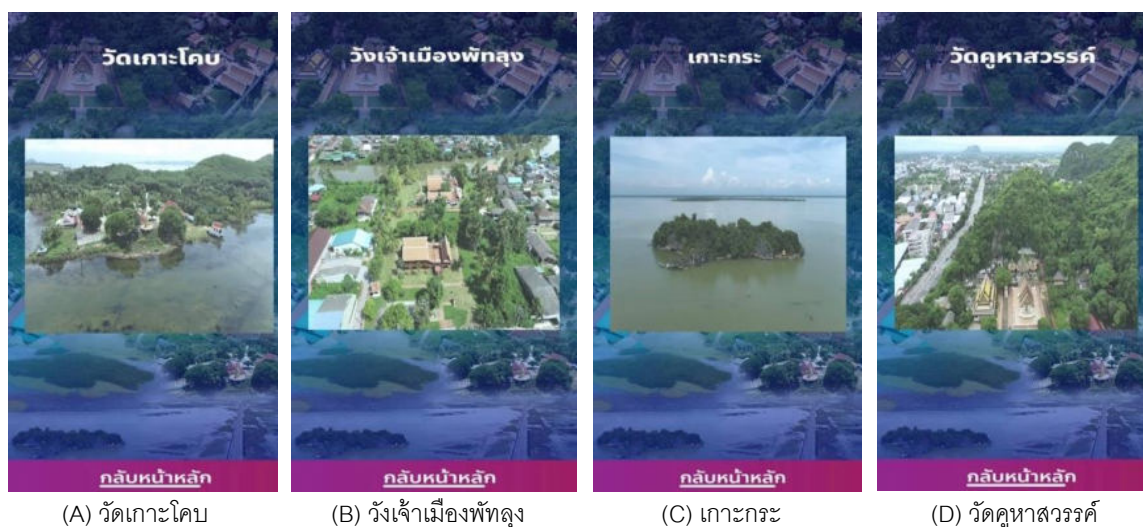 วัดเกาะโคบ
วังเจ้าเมืองพัทลุง
เกาะกระ
วัดคูหาสวรรค์
กลับหน้าหลัก
กลับหน้าหลัก
กลับหน้าหลัก
กลับหน้าหลัก
(A) วัดเกาะโคบ
(B) วังเจ้าเมืองพัทลุง
(C) เกาะกระ
(D) วัดคูหาสวรรค์